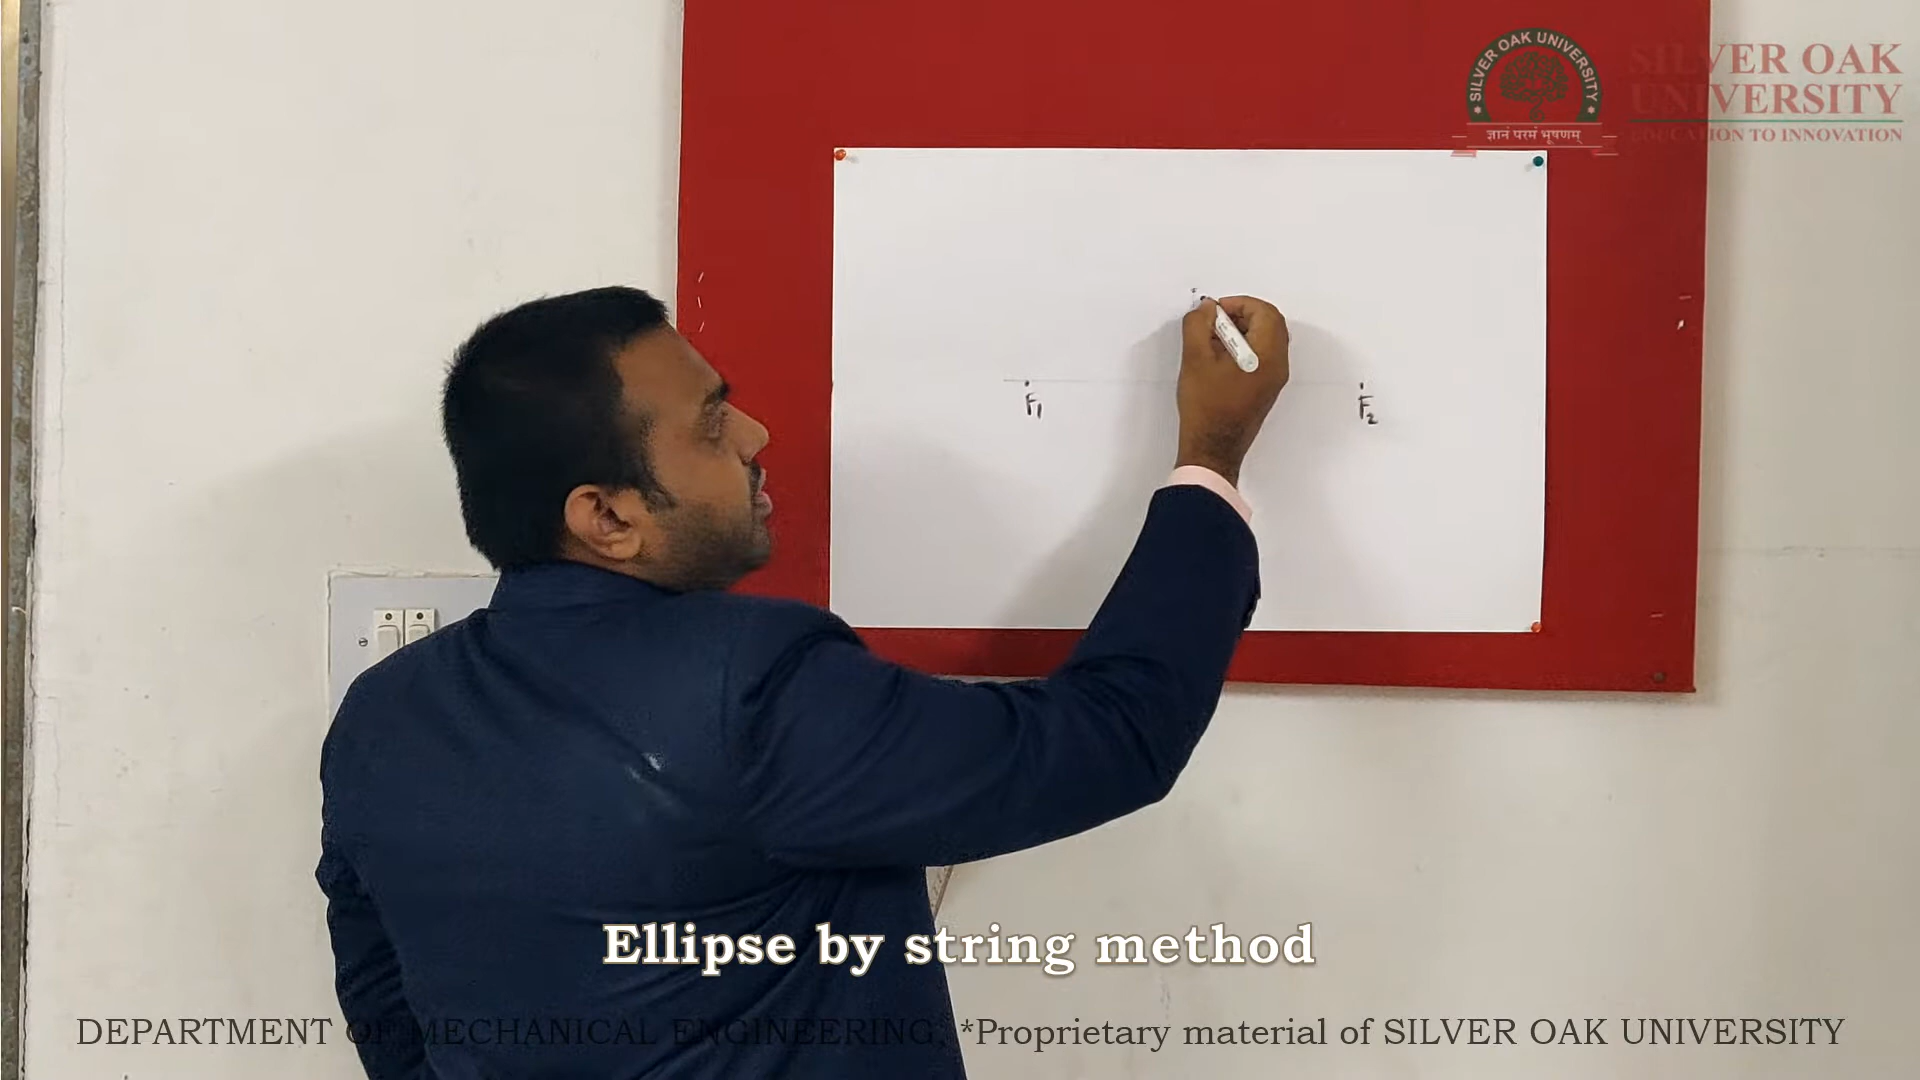 SILVER OAK UNIVERSITY
ज्ञानं परमं भूषणम्
SILVER OAK
UNIVERSITY
EDUCATION TO INNOVATION
F1
F2
Ellipse by string method
DEPARTMENT OF MECHANICAL ENGINEERING, *Proprietary material of SILVER OAK UNIVERSITY